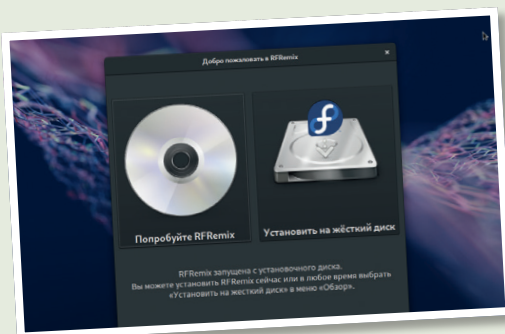 Добро пожаловать в RFRemix
Попробуйте RFRemix
Установить на жёсткий диск
RFRemix запущена с установочного диска.
Вы можете установить RFRemix сейчас или в любое время выбрать
«Установить на жесткий диск» в меню «Обзор».